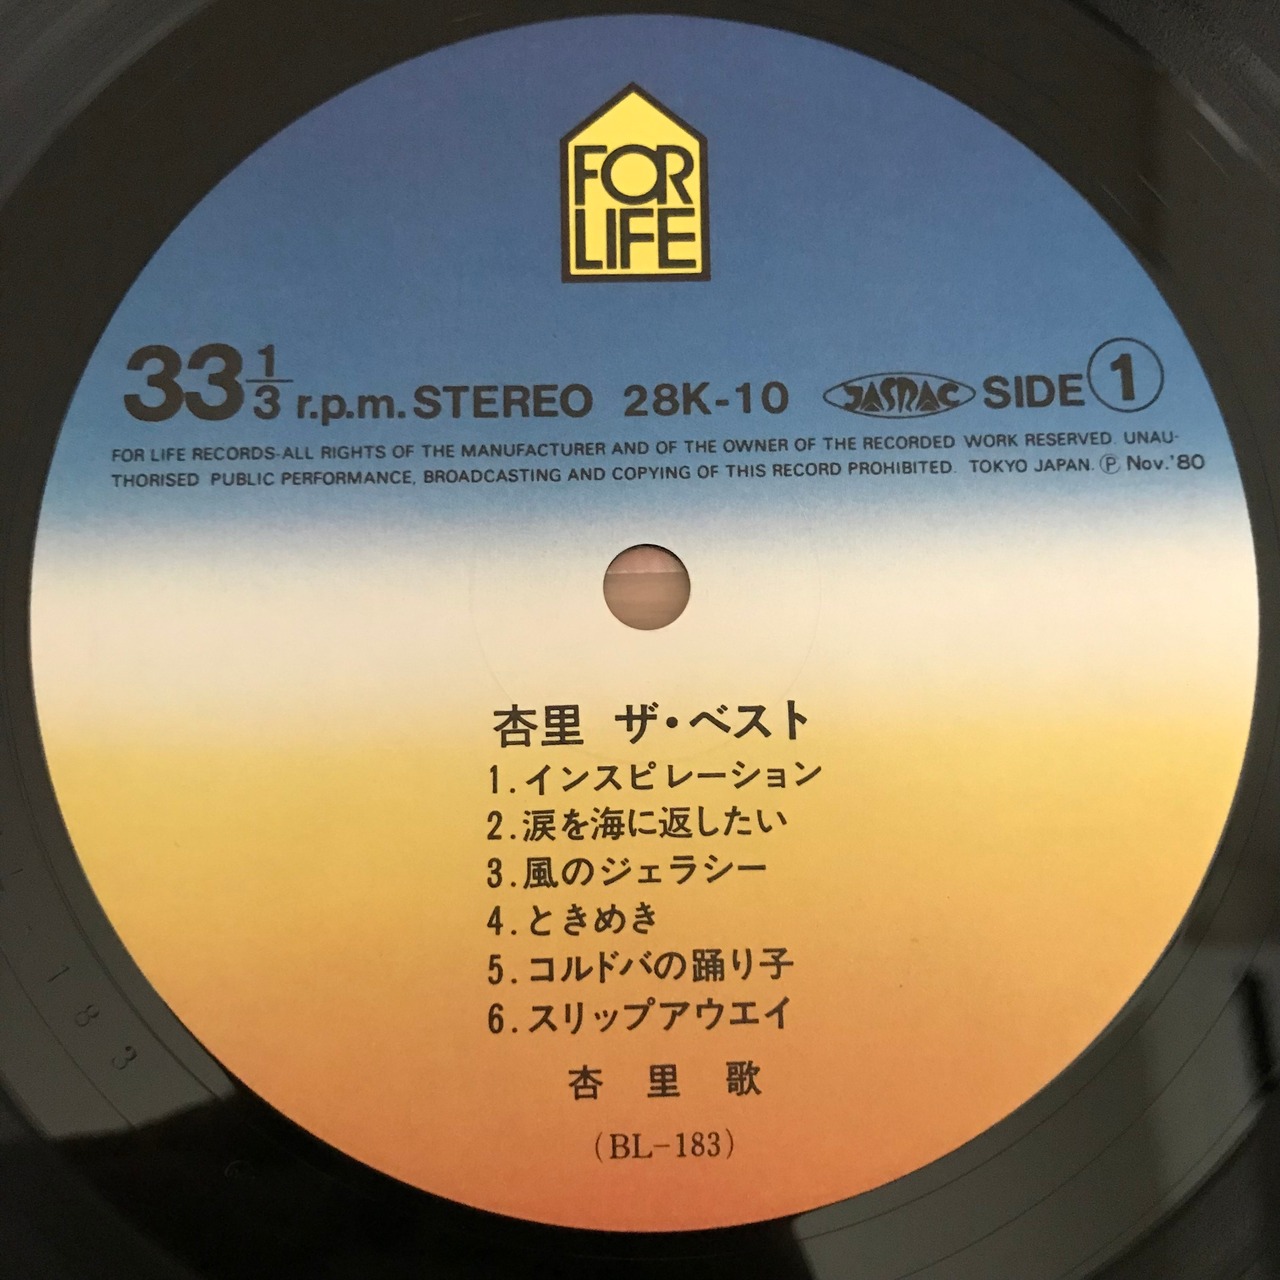 FOR
LIFE
33 1/3 r.p.m. STEREO 28K-10 JASRAC SIDE 1
FOR LIFE RECORDS-ALL RIGHTS OF THE MANUFACTURER AND OF THE OWNER OF THE RECORDED WORK RESERVED. UNAU-
THORISED PUBLIC PERFORMANCE, BROADCASTING AND COPYING OF THIS RECORD PROHIBITED. TOKYO JAPAN. Ⓟ Nov.'80
杏里 ザ・ベスト
1.インスピレーション
2.涙を海に返したい
3.風のジェラシー
4.ときめき
5.コルドバの踊り子
6.スリップアウエイ
杏 里 歌
(BL-183)
183